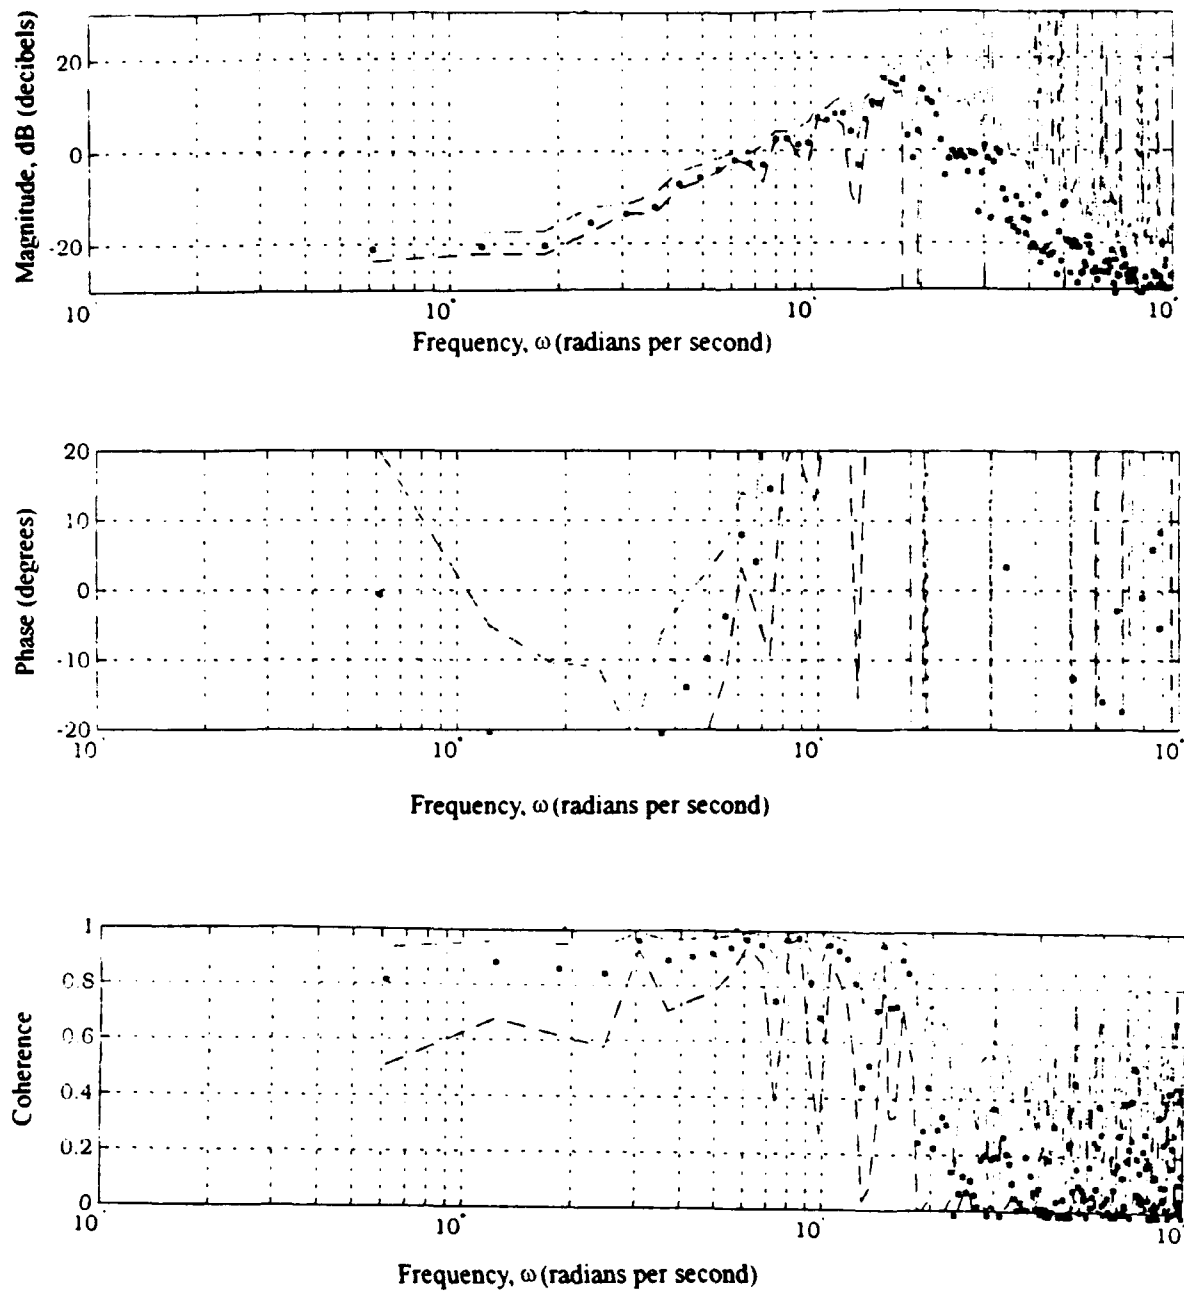 Magnitude, dB (decibels)
20
0
-20
10 10 10 10
Frequency, ω (radians per second)
Phase (degrees)
20
10
0
-10
-20
10 10 10 10
Frequency, ω (radians per second)
Coherence
1
0.8
0.6
0.4
0.2
0
10 10 10 10
Frequency, ω (radians per second)